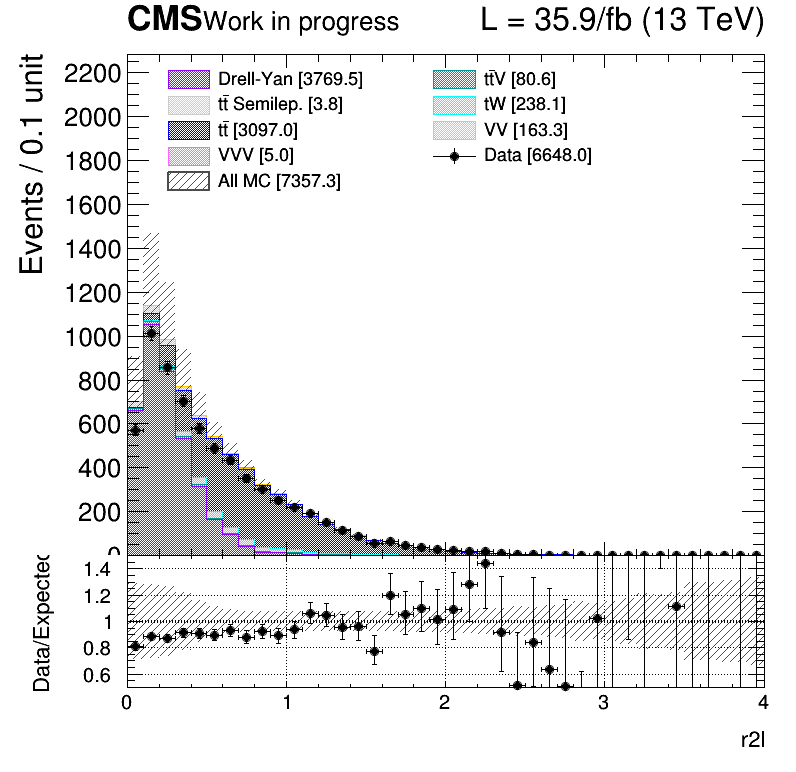 CMS Work in progress L = 35.9/fb (13 TeV)
Events / 0.1 unit
2200
2000
1800
1600
1400
1200
1000
800
600
400
200
0
Drell-Yan [3769.5]
tt̄ Semilep. [3.8]
tt̄ [3097.0]
VVV [5.0]
All MC [7357.3]
tt̄V [80.6]
tW [238.1]
VV [163.3]
Data [6648.0]
Data/Expected
1.4
1.2
1
0.8
0.6
0 1 2 3 4
r2l